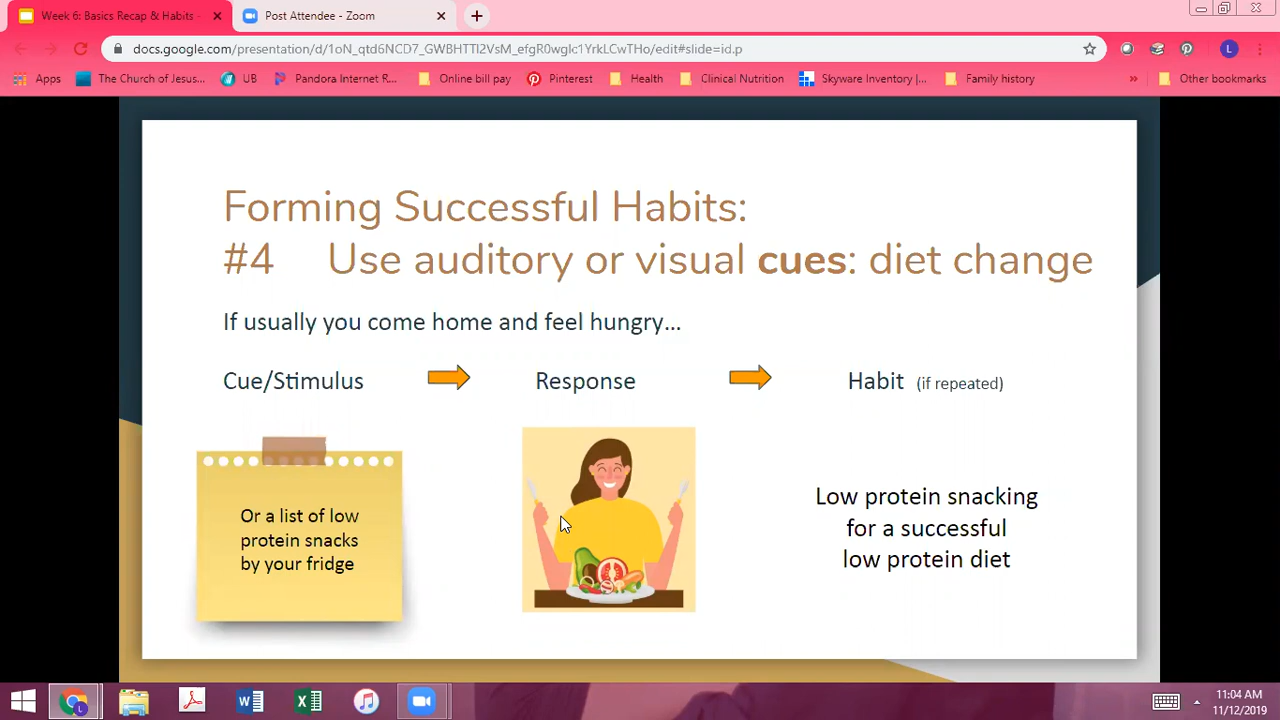 Week 6: Basics Recap & Habits -
Post Attendee - Zoom
docs.google.com/presentation/d/1oN_qtd6NCD7_GWBHTTI2VsM_efgR0wgIc1YrkLCwTHo/edit#slide=id.p
L
Apps
The Church of Jesus...
UB
Pandora Internet R...
Online bill pay
Pinterest
Health
Clinical Nutrition
Skyware Inventory |...
Family history
»
Other bookmarks
Forming Successful Habits:
#4 Use auditory or visual cues: diet change
If usually you come home and feel hungry...
Cue/Stimulus
Response
Habit (if repeated)
Or a list of low
protein snacks
by your fridge
Low protein snacking
for a successful
low protein diet
11:04 AM
11/12/2019